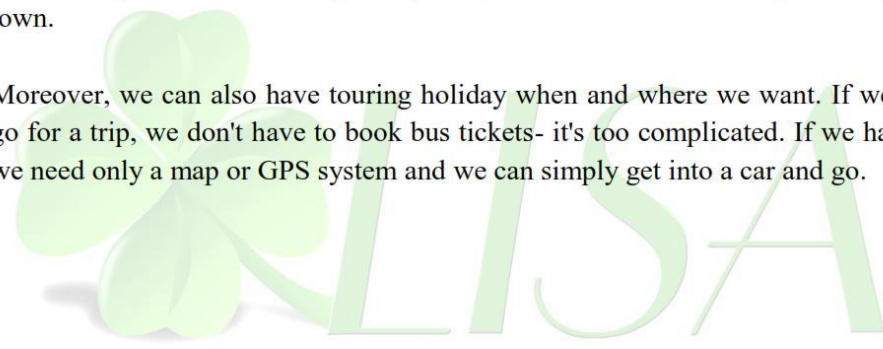 own.
Moreover, we can also have touring holiday when and where we want. If we
go for a trip, we don't have to book bus tickets- it's too complicated. If we ha
we need only a map or GPS system and we can simply get into a car and go.
LISA